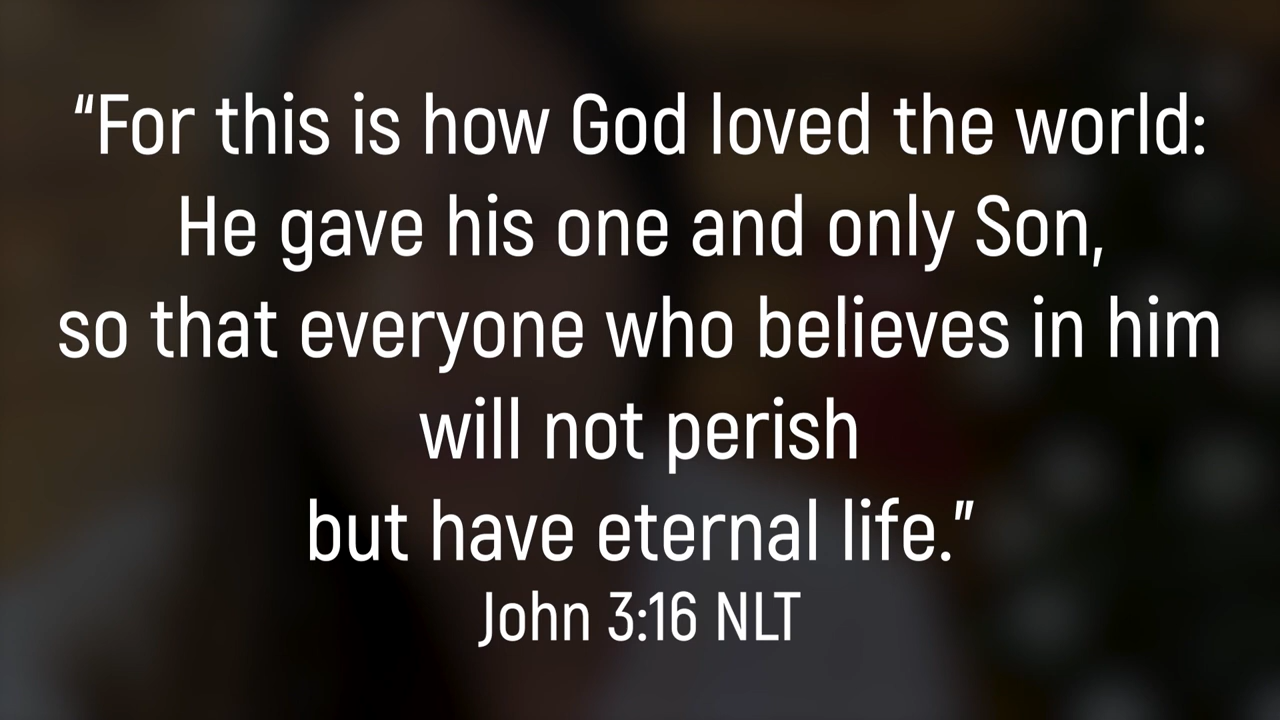 “For this is how God loved the world:
He gave his one and only Son,
so that everyone who believes in him
will not perish
but have eternal life.”
John 3:16 NLT